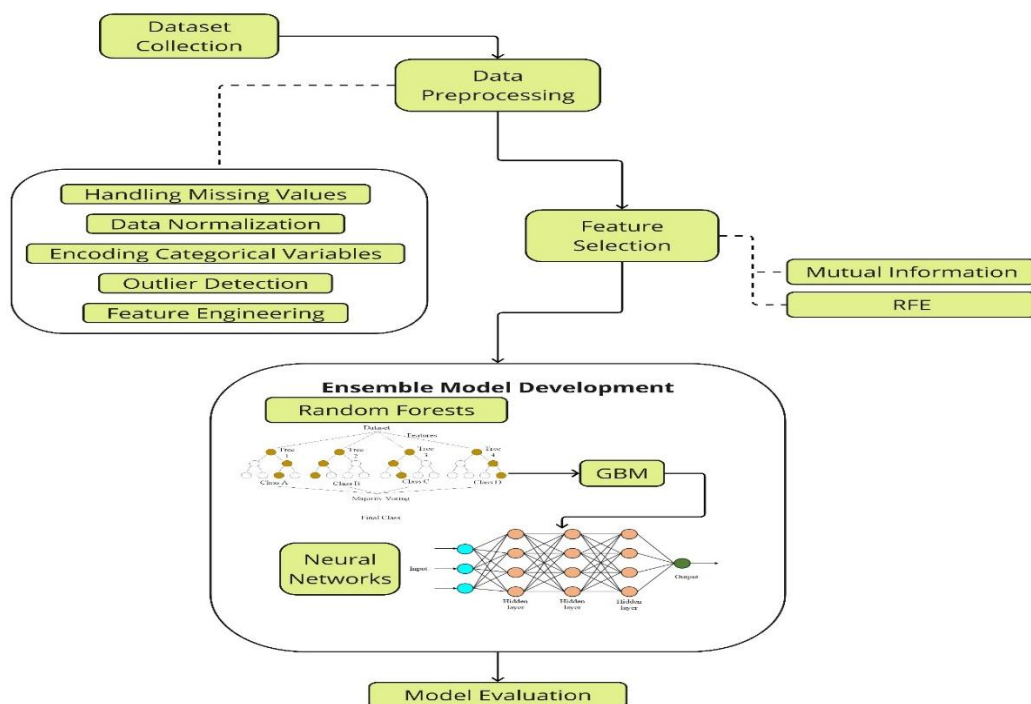 Dataset
Collection
Data
Preprocessing
Handling Missing Values
Data Normalization
Encoding Categorical Variables
Outlier Detection
Feature Engineering
Feature
Selection
Mutual Information
RFE
Ensemble Model Development
Random Forests
Dataset
Features
Tree
1
Tree
2
Tree
3
Tree
4
Class A
Class B
Class C
Class D
Majority Voting
Final Class
GBM
Neural
Networks
Input
Hidden
layer
Hidden
layer
Hidden
layer
Output
Model Evaluation